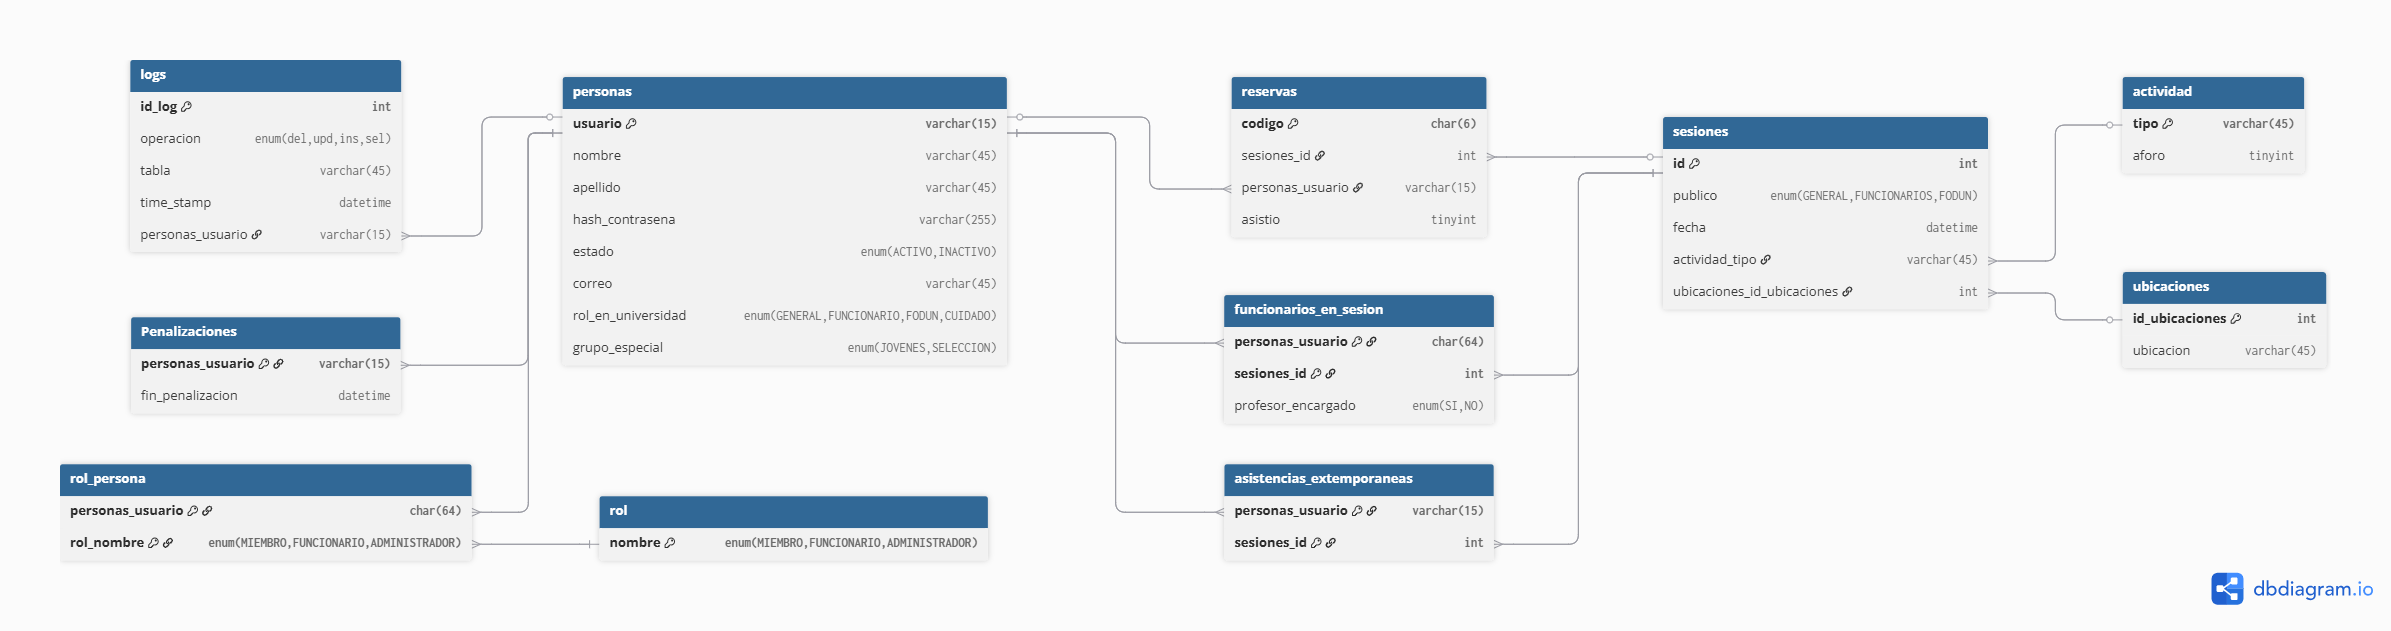 logs
id_log int
operacion enum(del,upd,ins,sel)
tabla varchar(45)
time_stamp datetime
personas_usuario varchar(15)
Penalizaciones
personas_usuario varchar(15)
fin_penalizacion datetime
rol_persona
personas_usuario char(64)
rol_nombre enum(MIEMBRO,FUNCIONARIO,ADMINISTRADOR)
personas
usuario varchar(15)
nombre varchar(45)
apellido varchar(45)
hash_contrasena varchar(255)
estado enum(ACTIVO,INACTIVO)
correo varchar(45)
rol_en_universidad enum(GENERAL,FUNCIONARIO,FODUN,CUIDADO)
grupo_especial enum(JOVENES,SELECCION)
rol
nombre enum(MIEMBRO,FUNCIONARIO,ADMINISTRADOR)
reservas
codigo char(6)
sesiones_id int
personas_usuario varchar(15)
asistio tinyint
funcionarios_en_sesion
personas_usuario char(64)
sesiones_id int
profesor_encargado enum(SI,NO)
asistencias_extemporaneas
personas_usuario varchar(15)
sesiones_id int
sesiones
id int
publico enum(GENERAL,FUNCIONARIOS,FODUN)
fecha datetime
actividad_tipo varchar(45)
ubicaciones_id_ubicaciones int
actividad
tipo varchar(45)
aforo tinyint
ubicaciones
id_ubicaciones int
ubicacion varchar(45)
dbdiagram.io